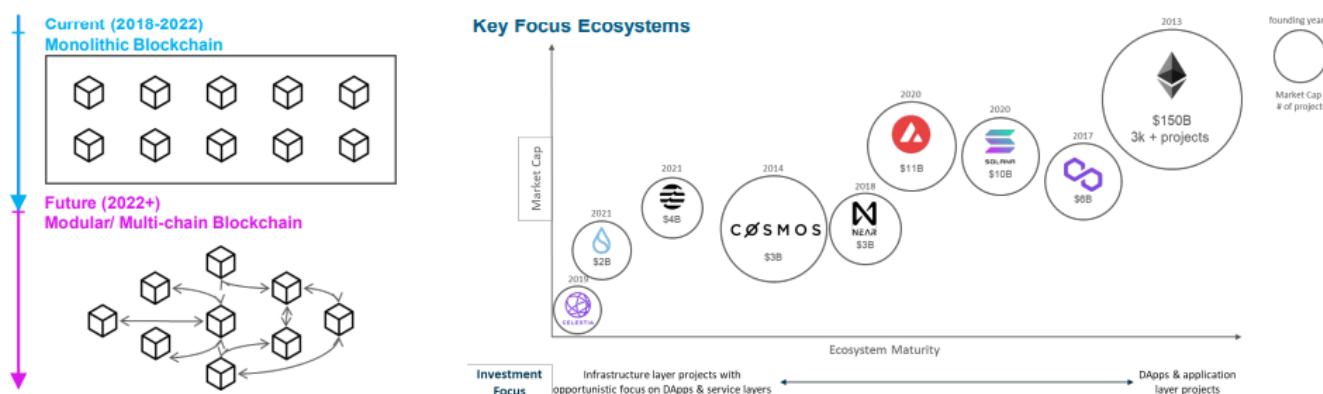 Current (2018-2022)
Monolithic Blockchain
Future (2022+)
Modular/ Multi-chain Blockchain
Key Focus Ecosystems
Market Cap
2019
CELESTIA
2021
$2B
2021
$4B
2014
COSMOS
$3B
2018
NEAR
$3B
2020
$11B
2020
SOLANA
$10B
2017
$6B
2013
$150B
3k + projects
founding year
Market Cap
# of projects
Ecosystem Maturity
Investment
Focus
Infrastructure layer projects with
opportunistic focus on DApps & service layers
DApps & application
layer projects